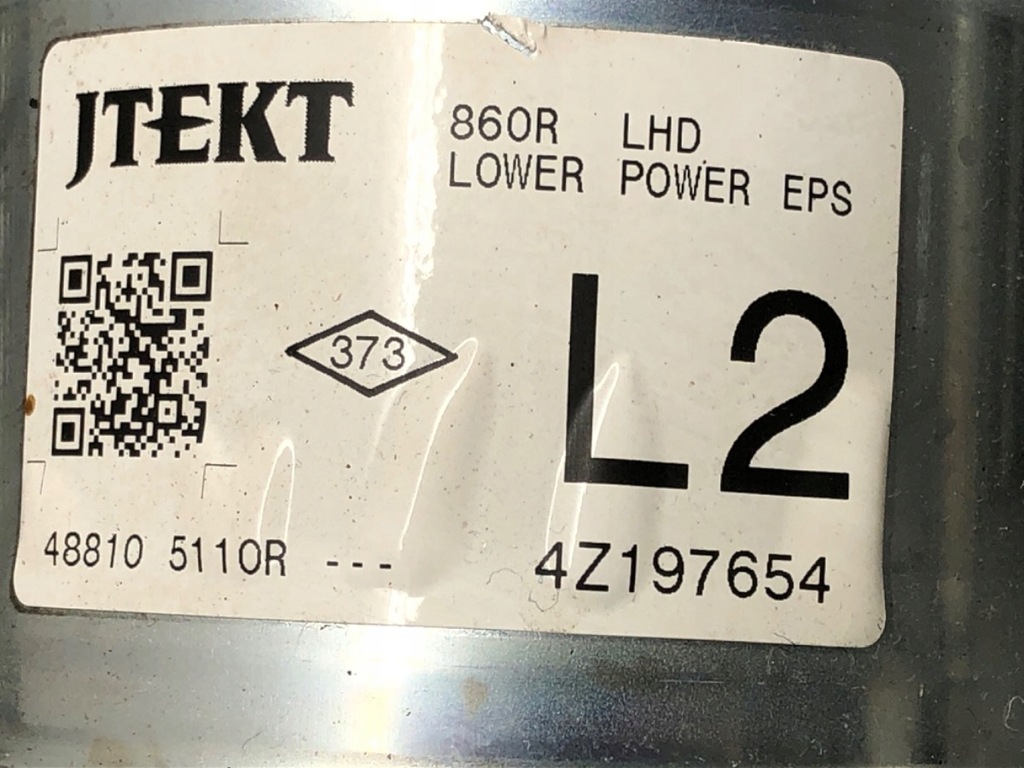 JTEKT
860R LHD
LOWER POWER EPS
373
L2
48810 5110R ---
4Z197654